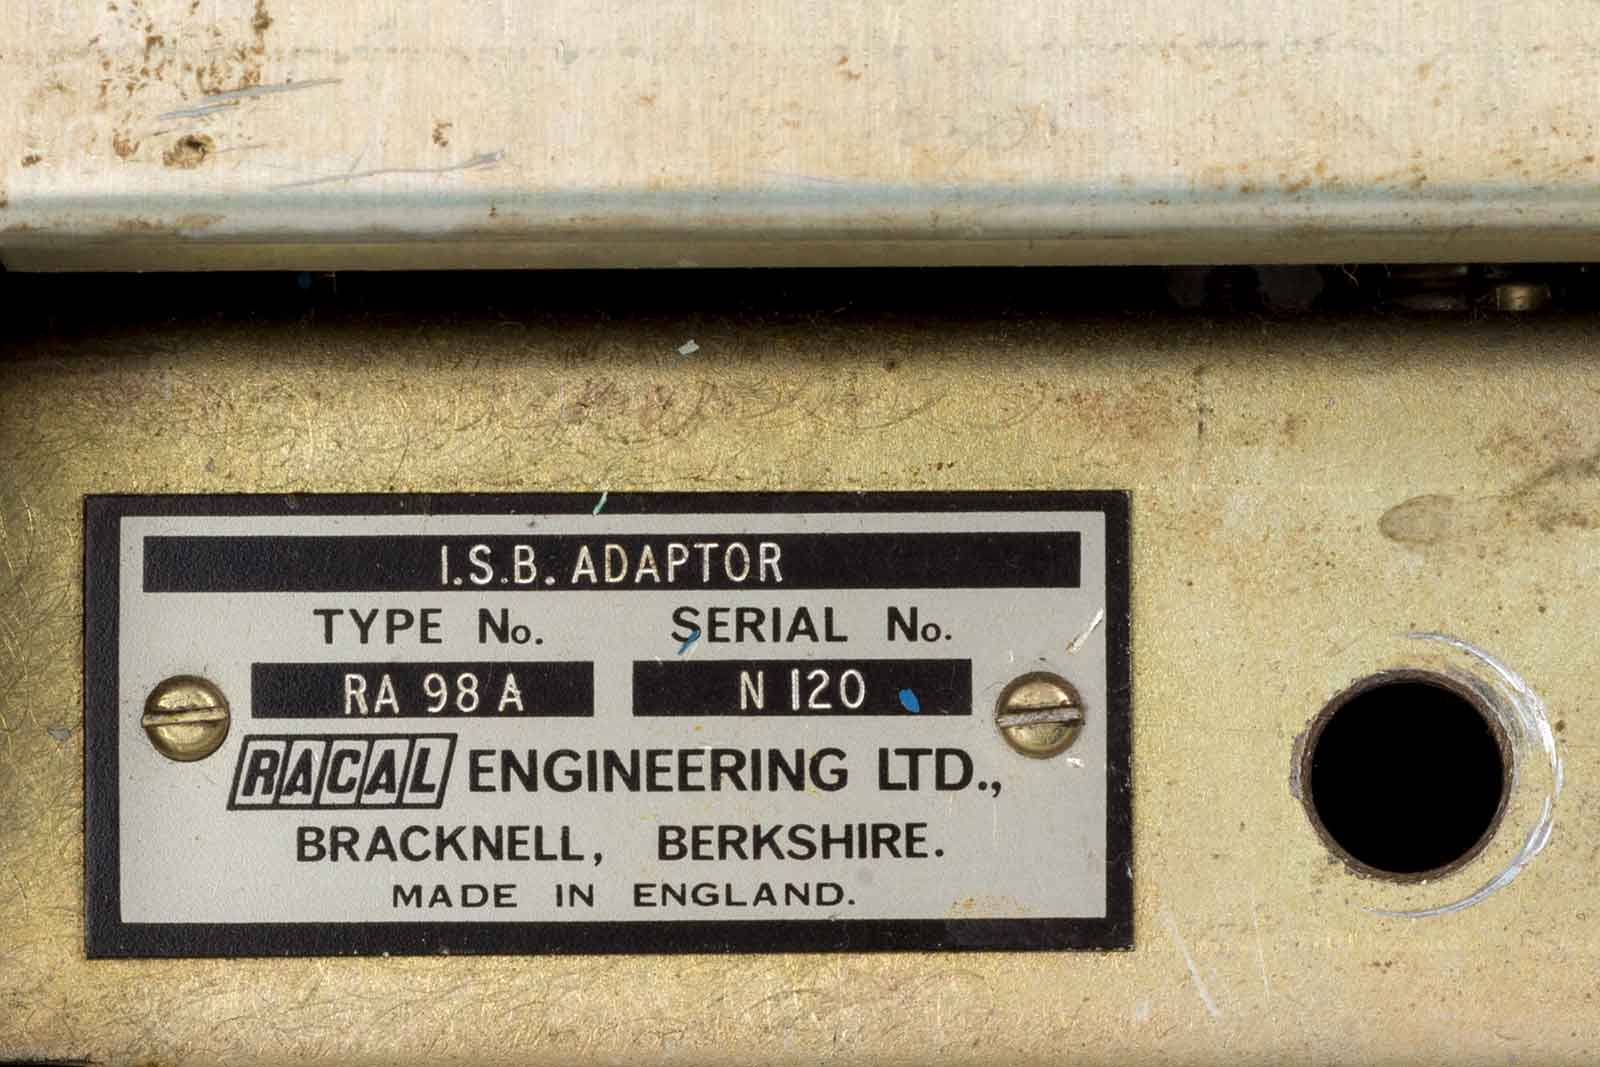 I.S.B. ADAPTOR
TYPE No. SERIAL No.
RA 98 A N 120
RACAL ENGINEERING LTD.,
BRACKNELL, BERKSHIRE.
MADE IN ENGLAND.